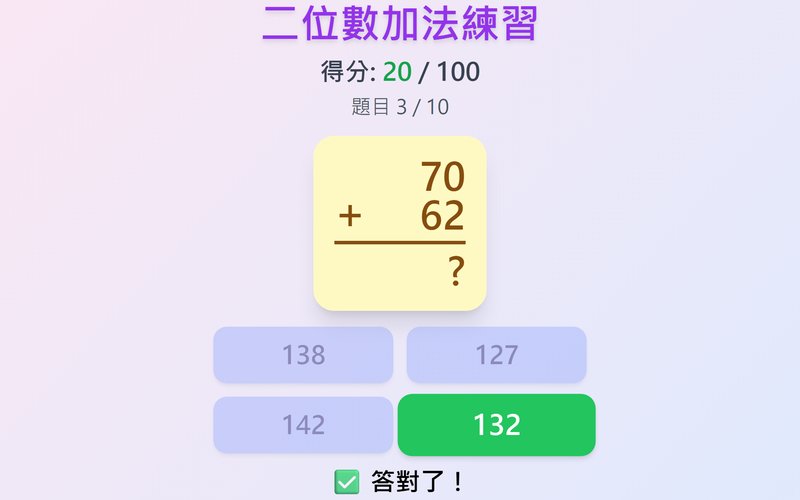 二位數加法練習
得分: 20 / 100
題目 3 / 10
70
+ 62
?
138 127
142 132
✅ 答對了！